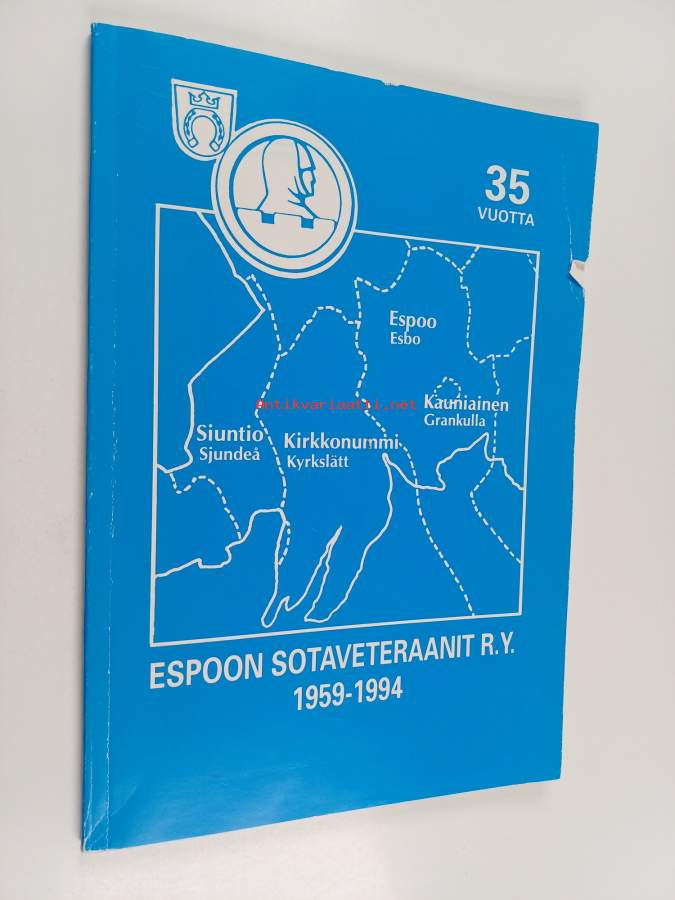 35
VUOTTA
Espoo
Esbo
Antikvariaatti.net
Kauniainen
Grankulla
Siuntio
Sjundeå
Kirkkonummi
Kyrkslätt
ESPOON SOTAVETERAANIT R.Y.
1959-1994